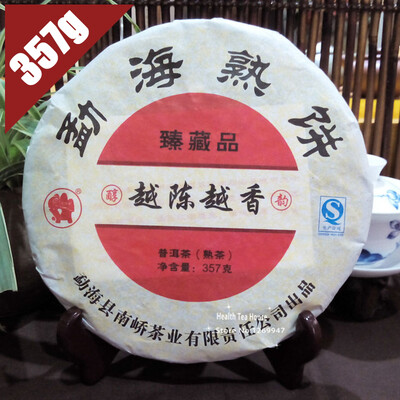 357g
勐海熟饼
臻藏品
醇 越陈越香 韵
普洱茶（熟茶）
净含量：357克
勐海县南峤茶业有限责任公司出品
Health Tea House
Store No.1269947